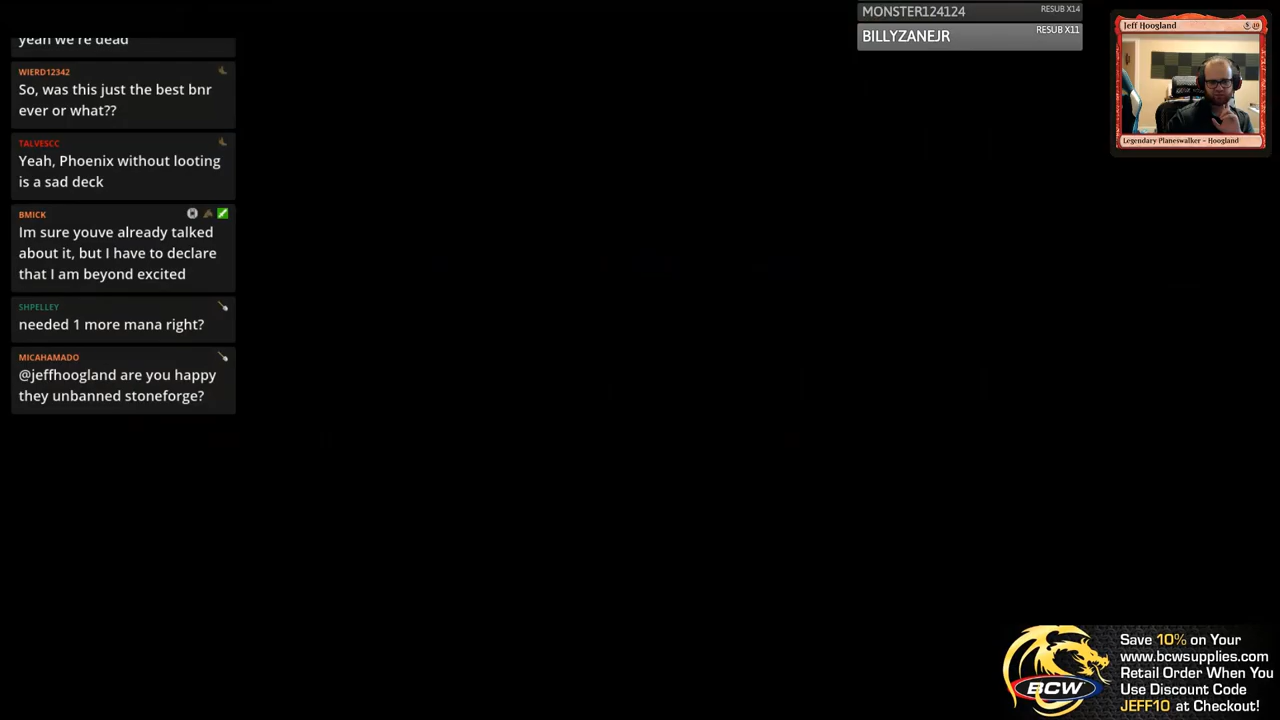 yeah we're dead
WIERD12342
So, was this just the best bnr
ever or what??
TALVESCC
Yeah, Phoenix without looting
is a sad deck
BMICK
Im sure youve already talked
about it, but I have to declare
that I am beyond excited
SHPELLEY
needed 1 more mana right?
MICAHAMADO
@jeffhoogland are you happy
they unbanned stoneforge?
MONSTER124124 RESUB X14
BILLYZANEJR RESUB X11
Jeff Hoogland
Legendary Planeswalker - Hoogland
BCW
Save 10% on Your
www.bcwsupplies.com
Retail Order When You
Use Discount Code
JEFF10 at Checkout!